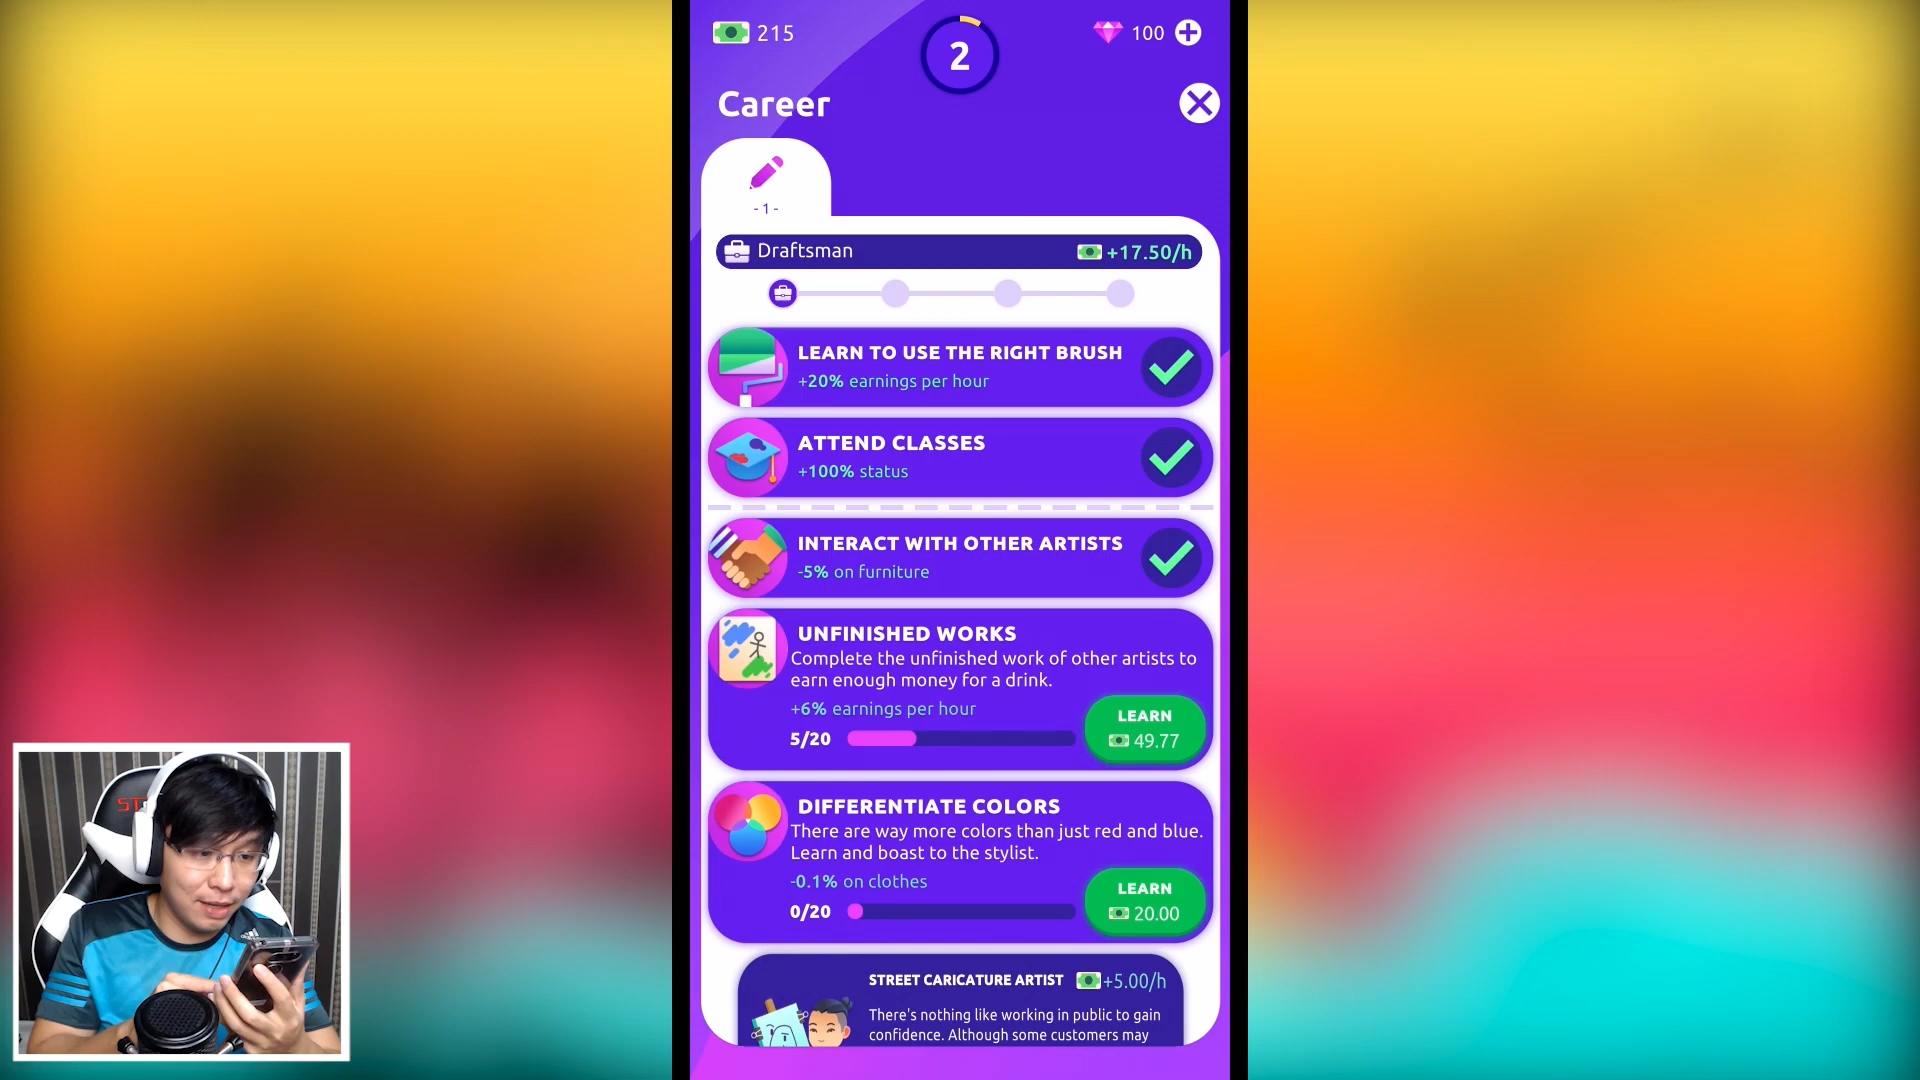 215
2
100
Career
- 1 -
Draftsman
+17.50/h
LEARN TO USE THE RIGHT BRUSH
+20% earnings per hour
ATTEND CLASSES
+100% status
INTERACT WITH OTHER ARTISTS
-5% on furniture
UNFINISHED WORKS
Complete the unfinished work of other artists to
earn enough money for a drink.
+6% earnings per hour
5/20
LEARN
49.77
DIFFERENTIATE COLORS
There are way more colors than just red and blue.
Learn and boast to the stylist.
-0.1% on clothes
0/20
LEARN
20.00
STREET CARICATURE ARTIST
+5.00/h
There's nothing like working in public to gain
confidence. Although some customers may
ST